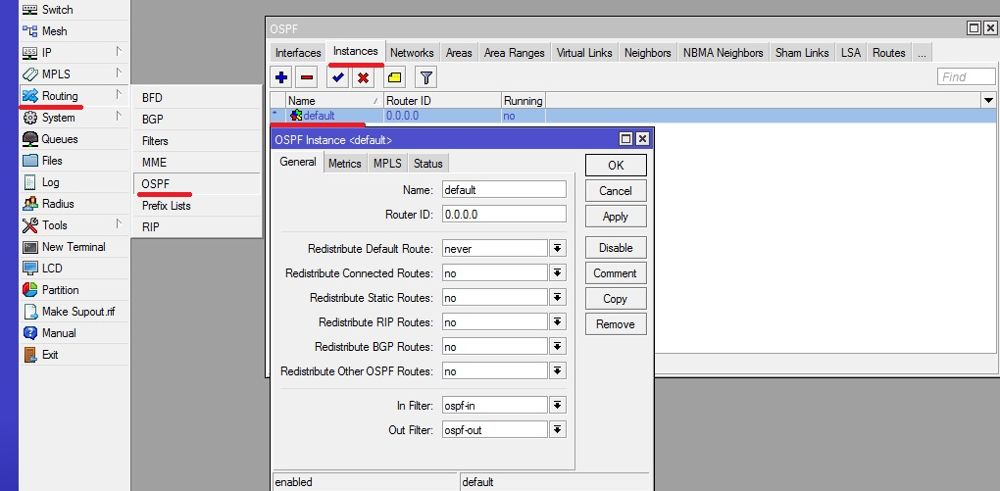 Switch
Mesh
IP
MPLS
Routing
System
Queues
Files
Log
Radius
Tools
New Terminal
LCD
Partition
Make Supout.rif
Manual
Exit
BFD
BGP
Filters
MME
OSPF
Prefix Lists
RIP
OSPF
Interfaces Instances Networks Areas Area Ranges Virtual Links Neighbors NBMA Neighbors Sham Links LSA Routes ...
Find
Name / Router ID Running
* default 0.0.0.0 no
OSPF Instance <default>
General Metrics MPLS Status
Name: default
Router ID: 0.0.0.0
Redistribute Default Route: never
Redistribute Connected Routes: no
Redistribute Static Routes: no
Redistribute RIP Routes: no
Redistribute BGP Routes: no
Redistribute Other OSPF Routes: no
In Filter: ospf-in
Out Filter: ospf-out
OK
Cancel
Apply
Disable
Comment
Copy
Remove
enabled default